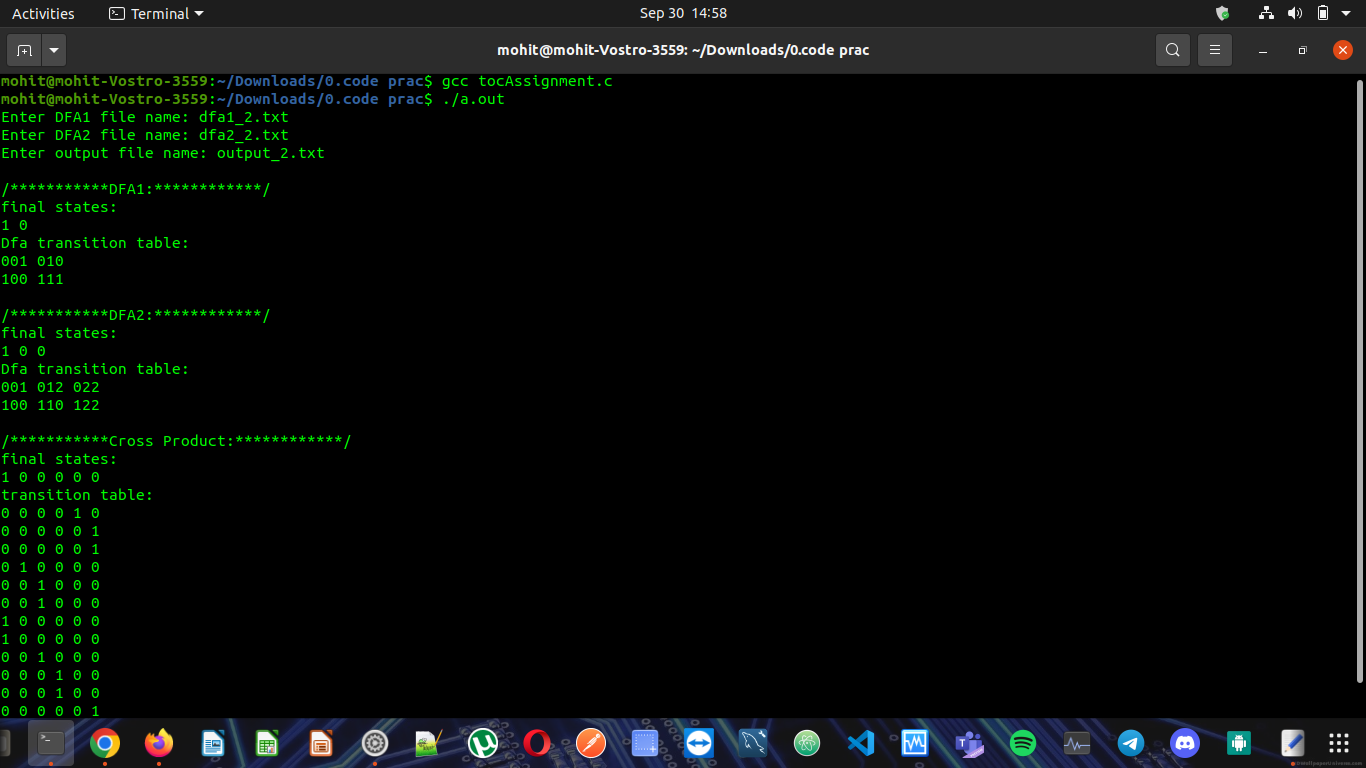 Activities Terminal Sep 30 14:58
mohit@mohit-Vostro-3559: ~/Downloads/0.code prac
mohit@mohit-Vostro-3559:~/Downloads/0.code prac$ gcc tocAssignment.c
mohit@mohit-Vostro-3559:~/Downloads/0.code prac$ ./a.out
Enter DFA1 file name: dfa1_2.txt
Enter DFA2 file name: dfa2_2.txt
Enter output file name: output_2.txt
/***********DFA1:************/
final states:
1 0
Dfa transition table:
001 010
100 111
/***********DFA2:************/
final states:
1 0 0
Dfa transition table:
001 012 022
100 110 122
/***********Cross Product:************/
final states:
1 0 0 0 0 0
transition table:
0 0 0 0 1 0
0 0 0 0 0 1
0 0 0 0 0 1
0 1 0 0 0 0
0 0 1 0 0 0
0 0 1 0 0 0
1 0 0 0 0 0
1 0 0 0 0 0
0 0 1 0 0 0
0 0 0 1 0 0
0 0 0 1 0 0
0 0 0 0 0 1